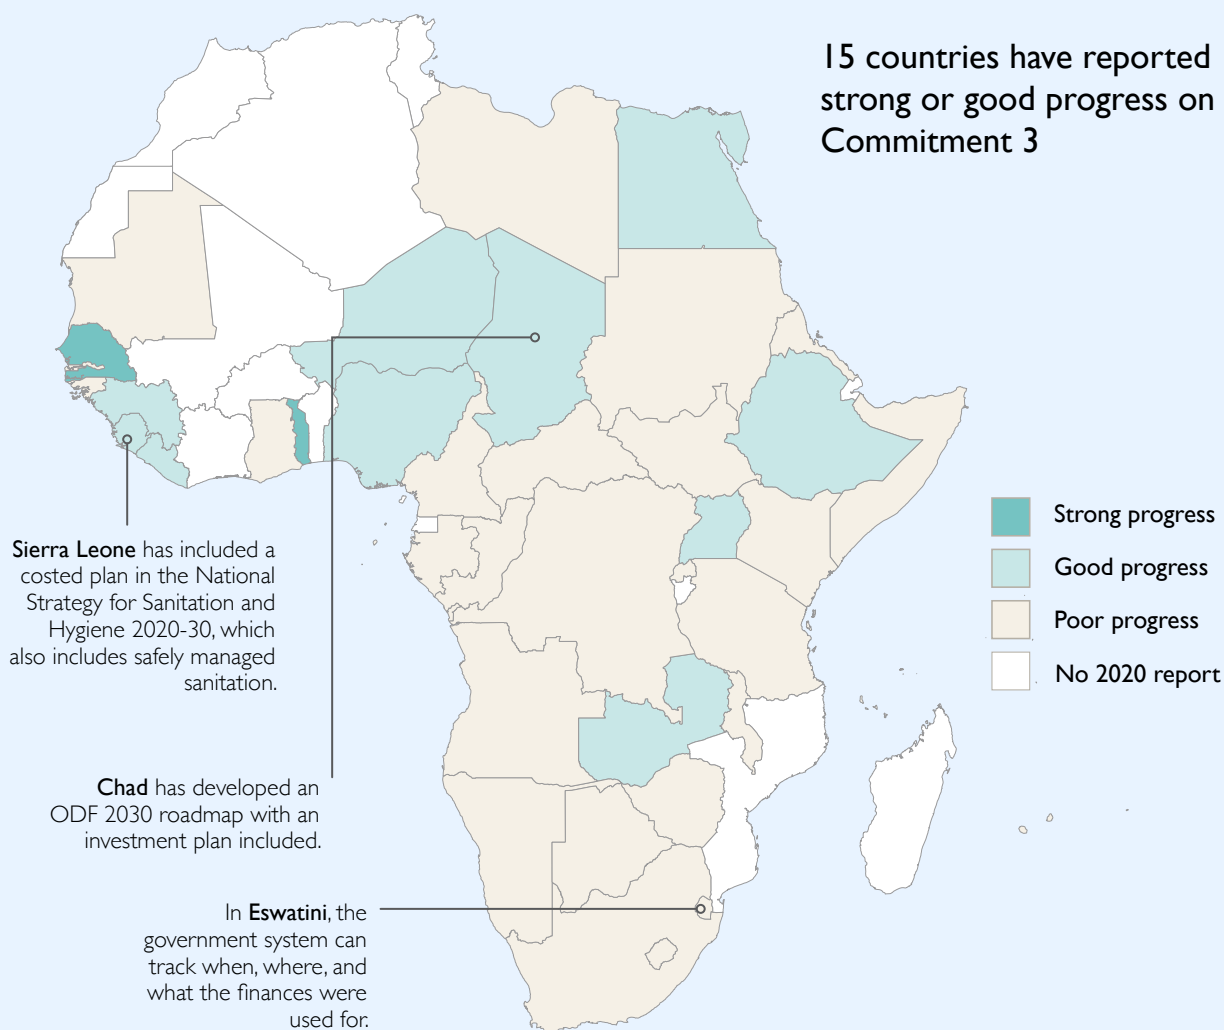 15 countries have reported
strong or good progress on
Commitment 3
Strong progress
Good progress
Poor progress
No 2020 report
Sierra Leone has included a
costed plan in the National
Strategy for Sanitation and
Hygiene 2020-30, which
also includes safely managed
sanitation.
Chad has developed an
ODF 2030 roadmap with an
investment plan included.
In Eswatini, the
government system can
track when, where, and
what the finances were
used for.